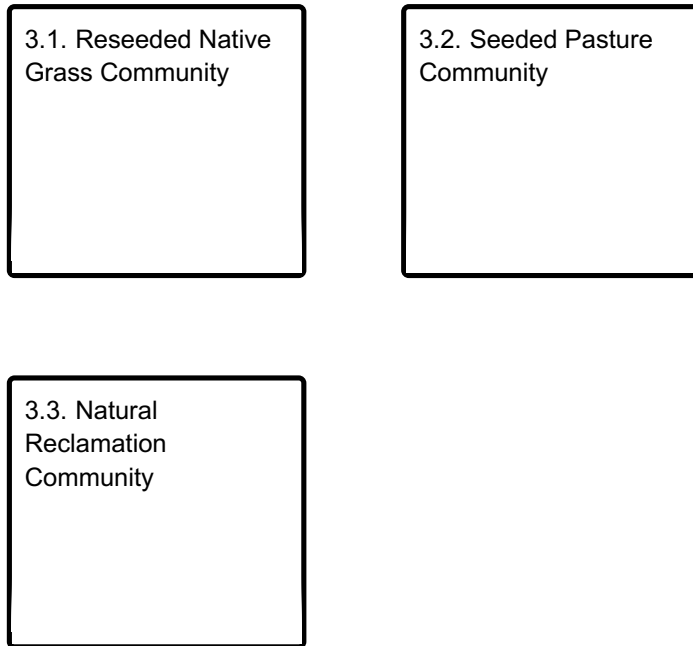 3.1. Reseeded Native
Grass Community
3.2. Seeded Pasture
Community
3.3. Natural
Reclamation
Community